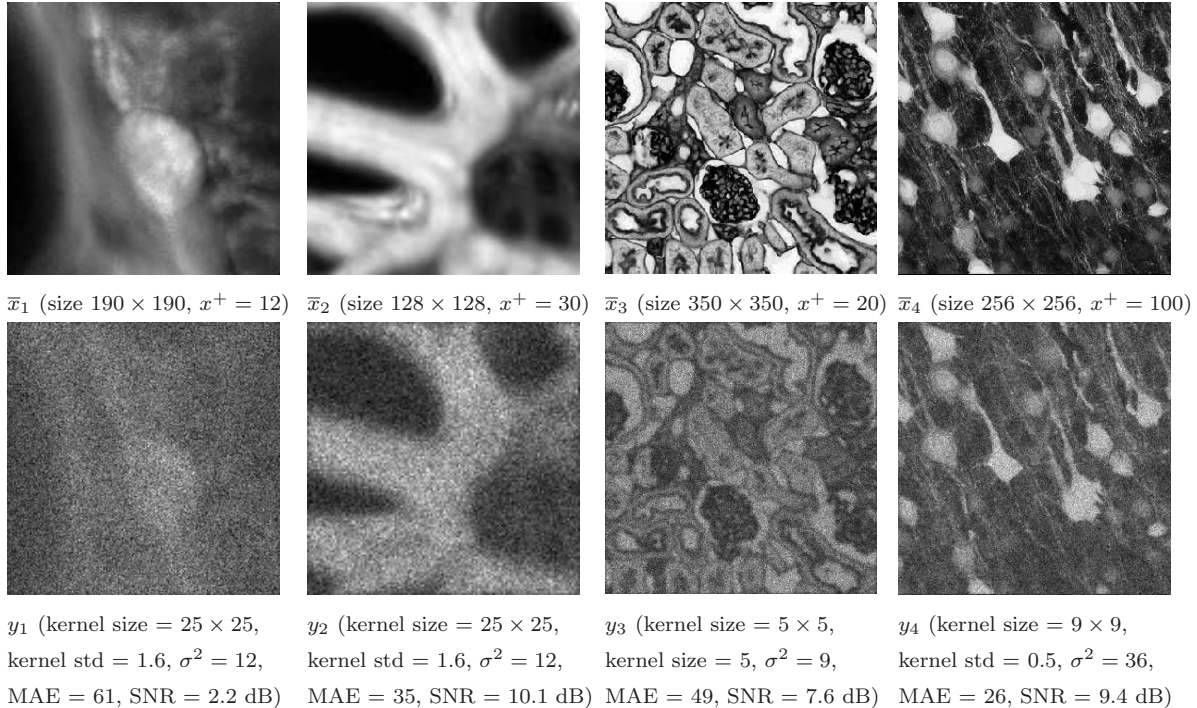 x̄₁ (size 190 × 190, x⁺ = 12) x̄₂ (size 128 × 128, x⁺ = 30) x̄₃ (size 350 × 350, x⁺ = 20) x̄₄ (size 256 × 256, x⁺ = 100)
y₁ (kernel size = 25 × 25,
kernel std = 1.6, σ² = 12,
MAE = 61, SNR = 2.2 dB)
y₂ (kernel size = 25 × 25,
kernel std = 1.6, σ² = 12,
MAE = 35, SNR = 10.1 dB)
y₃ (kernel size = 5 × 5,
kernel size = 5, σ² = 9,
MAE = 49, SNR = 7.6 dB)
y₄ (kernel size = 9 × 9,
kernel std = 0.5, σ² = 36,
MAE = 26, SNR = 9.4 dB)